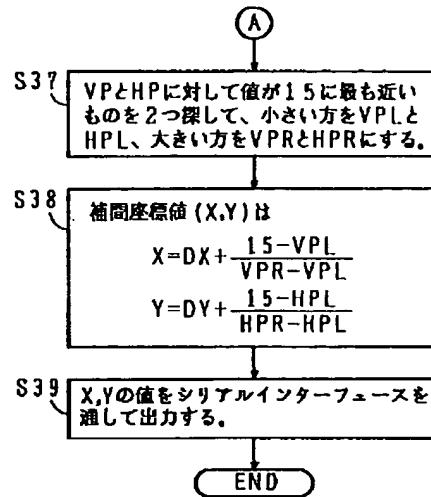 A
S37
VPとHPに対して値が15に最も近い
ものを2つ探して、小さい方をVPLと
HPL、大きい方をVPRとHPRにする。
S38
補間座標値(X,Y)は
X=DX+ 15-VPL / VPR-VPL
Y=DY+ 15-HPL / HPR-HPL
S39
X,Yの値をシリアルインターフェースを
通して出力する。
END